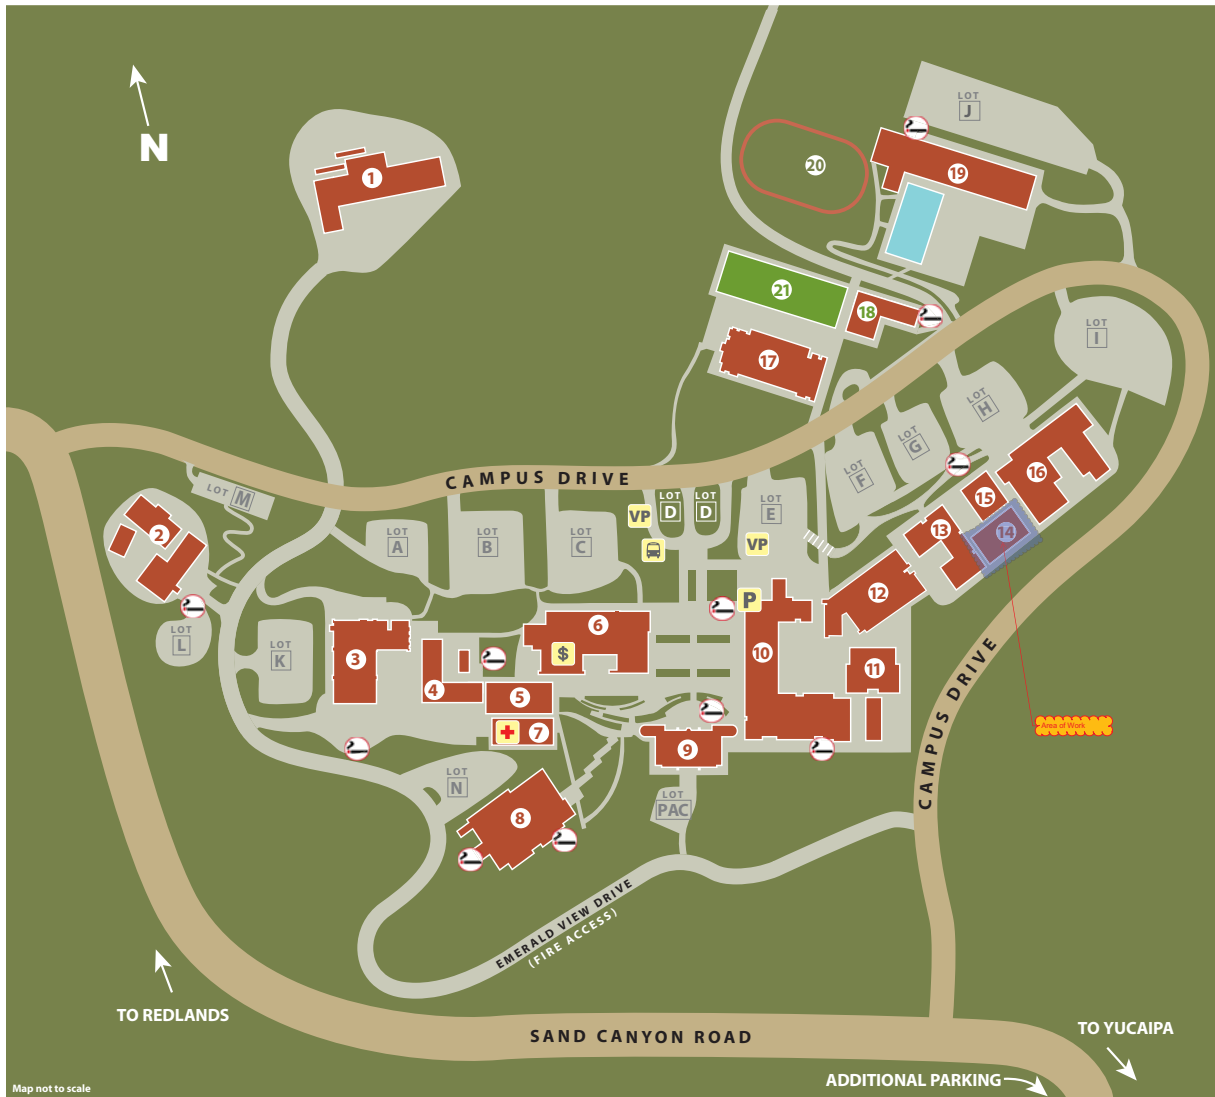 LOT
J
19
20
N
1
21
18
LOT
I
17
LOT
H
LOT
G
16
LOT
F
15
CAMPUS DRIVE
LOT M
LOT
D
LOT
D
LOT
E
VP
2
LOT
A
LOT
B
LOT
C
VP
13
14
12
P
LOT
L
LOT
K
3
6
$
10
11
4
5
7
9
CAMPUS DRIVE
Area of Work
LOT
N
8
LOT
PAC
EMERALD VIEW DRIVE
(FIRE ACCESS)
TO REDLANDS
SAND CANYON ROAD
TO YUCAIPA
ADDITIONAL PARKING
Map not to scale